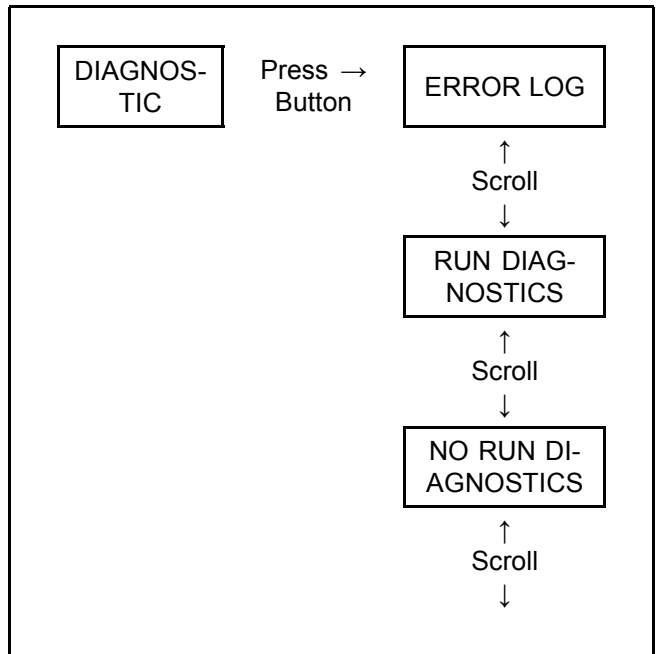 DIAGNOS-
TIC
Press →
Button
ERROR LOG
↑
Scroll
↓
RUN DIAG-
NOSTICS
↑
Scroll
↓
NO RUN DI-
AGNOSTICS
↑
Scroll
↓